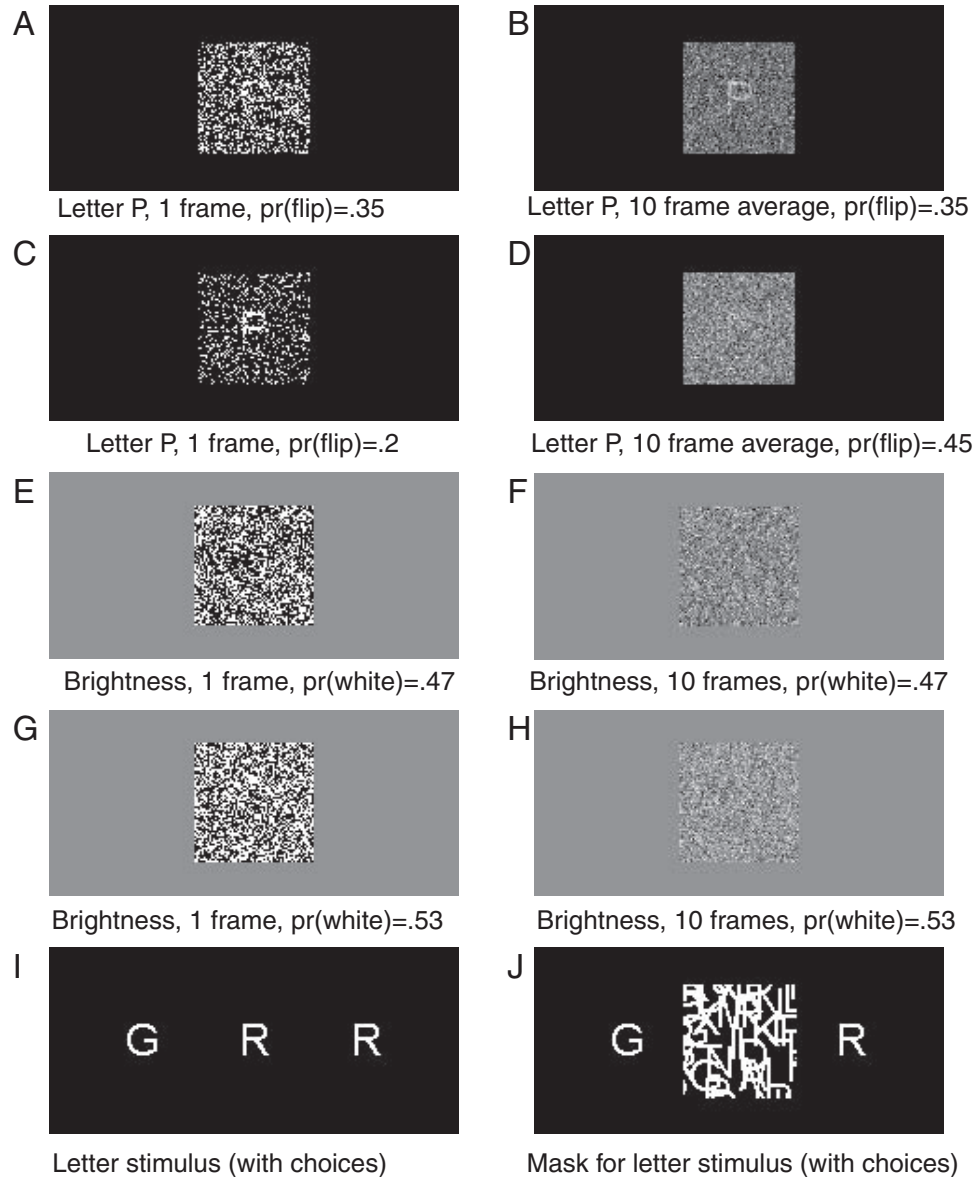 A
B
Letter P, 1 frame, pr(flip)=.35
Letter P, 10 frame average, pr(flip)=.35
C
D
Letter P, 1 frame, pr(flip)=.2
Letter P, 10 frame average, pr(flip)=.45
E
F
Brightness, 1 frame, pr(white)=.47
Brightness, 10 frames, pr(white)=.47
G
H
Brightness, 1 frame, pr(white)=.53
Brightness, 10 frames, pr(white)=.53
I
J
G R R
G R
Letter stimulus (with choices)
Mask for letter stimulus (with choices)